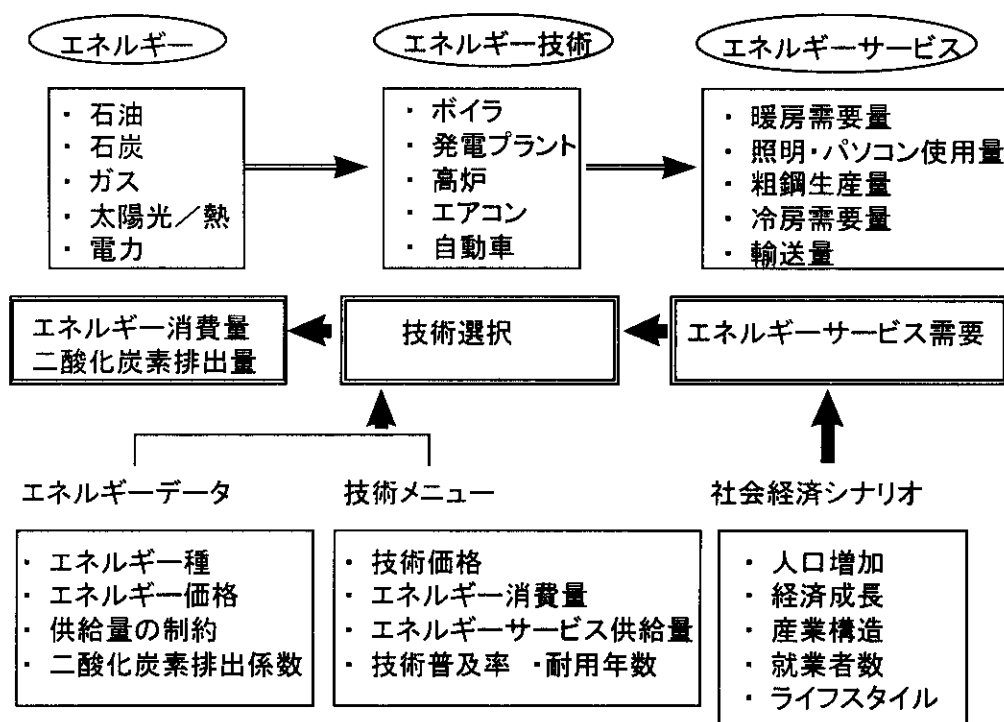 エネルギー
エネルギー技術
エネルギーサービス
・ 石油
・ 石炭
・ ガス
・ 太陽光／熱
・ 電力
・ ボイラ
・ 発電プラント
・ 高炉
・ エアコン
・ 自動車
・ 暖房需要量
・ 照明・パソコン使用量
・ 粗鋼生産量
・ 冷房需要量
・ 輸送量
エネルギー消費量
二酸化炭素排出量
技術選択
エネルギーサービス需要
エネルギーデータ
技術メニュー
社会経済シナリオ
・ エネルギー種
・ エネルギー価格
・ 供給量の制約
・ 二酸化炭素排出係数
・ 技術価格
・ エネルギー消費量
・ エネルギーサービス供給量
・ 技術普及率 ・耐用年数
・ 人口増加
・ 経済成長
・ 産業構造
・ 就業者数
・ ライフスタイル